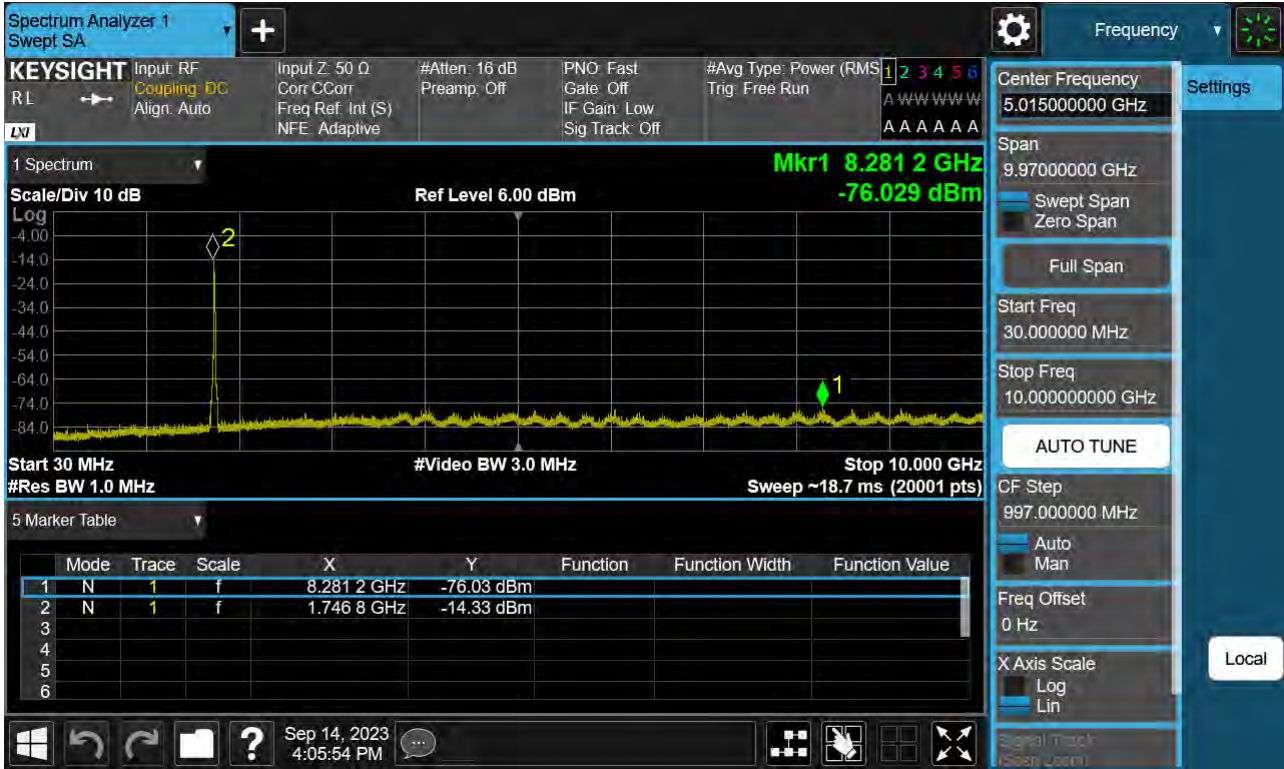 Spectrum Analyzer 1
Swept SA
+
Frequency
KEYSIGHT
RL
LXI
Input: RF
Coupling: DC
Align: Auto
Input Z: 50 Ω
Corr CCorr
Freq Ref: Int (S)
NFE: Adaptive
#Atten: 16 dB
Preamp: Off
PNO: Fast
Gate: Off
IF Gain: Low
Sig Track: Off
#Avg Type: Power (RMS
Trig: Free Run
1 2 3 4 5 6
A W W W W W
A A A A A A
Center Frequency
5.015000000 GHz
Settings
Span
9.97000000 GHz
Swept Span
Zero Span
Full Span
Start Freq
30.000000 MHz
Stop Freq
10.000000000 GHz
AUTO TUNE
CF Step
997.000000 MHz
Auto
Man
Freq Offset
0 Hz
X Axis Scale
Log
Lin
Signal Track
(Span Zoom)
Local
1 Spectrum
Mkr1 8.281 2 GHz
-76.029 dBm
Scale/Div 10 dB
Ref Level 6.00 dBm
Log
-4.00
-14.0
-24.0
-34.0
-44.0
-54.0
-64.0
-74.0
-84.0
2
1
Start 30 MHz
#Video BW 3.0 MHz
Stop 10.000 GHz
#Res BW 1.0 MHz
Sweep ~18.7 ms (20001 pts)
5 Marker Table
Mode Trace Scale X Y Function Function Width Function Value
1 N 1 f 8.281 2 GHz -76.03 dBm
2 N 1 f 1.746 8 GHz -14.33 dBm
3
4
5
6
?
Sep 14, 2023
4:05:54 PM